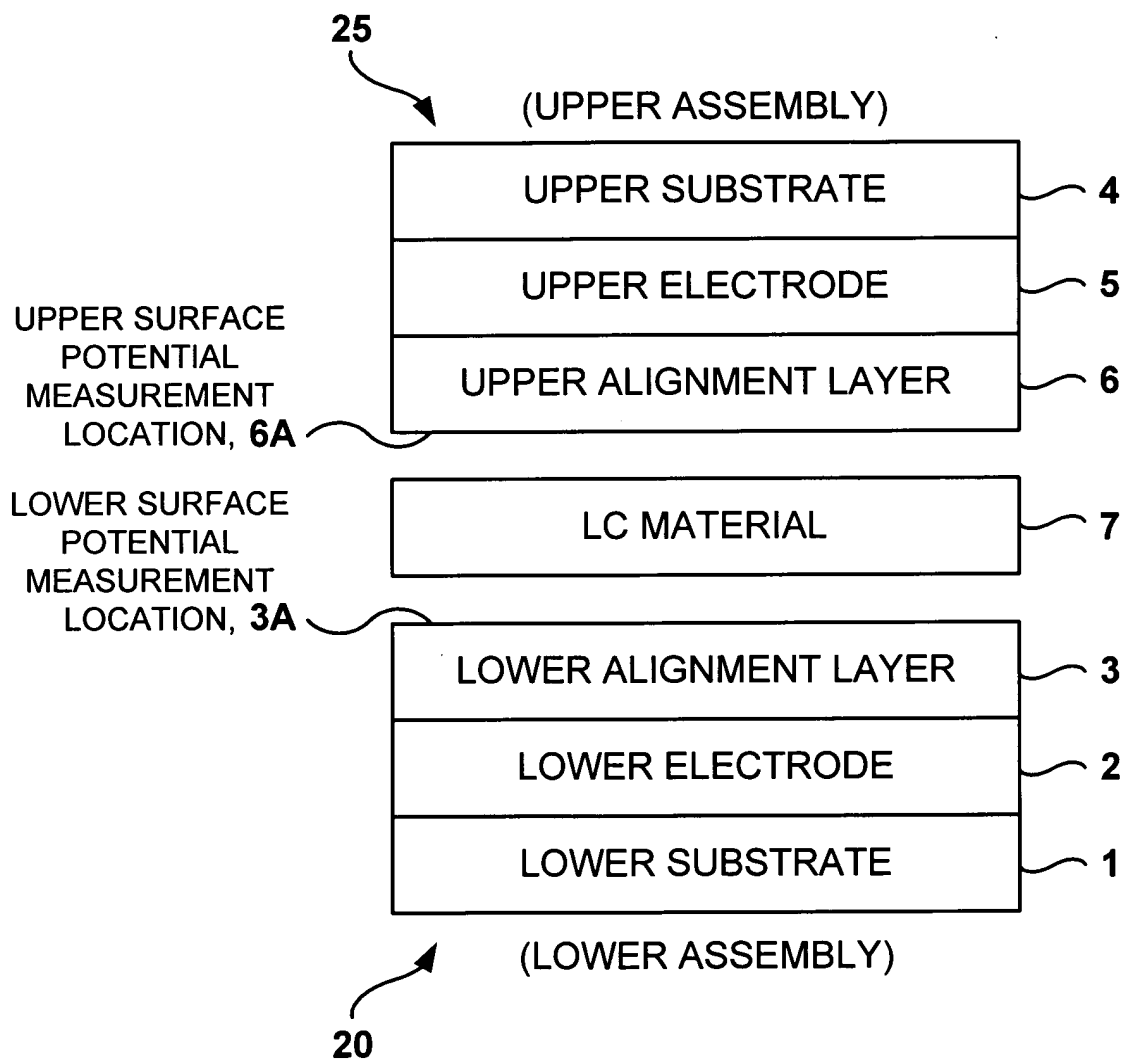 25
(UPPER ASSEMBLY)
UPPER SUBSTRATE
4
UPPER ELECTRODE
5
UPPER SURFACE
POTENTIAL
MEASUREMENT
LOCATION, 6A
UPPER ALIGNMENT LAYER
6
LOWER SURFACE
POTENTIAL
MEASUREMENT
LOCATION, 3A
LC MATERIAL
7
LOWER ALIGNMENT LAYER
3
LOWER ELECTRODE
2
LOWER SUBSTRATE
1
(LOWER ASSEMBLY)
20